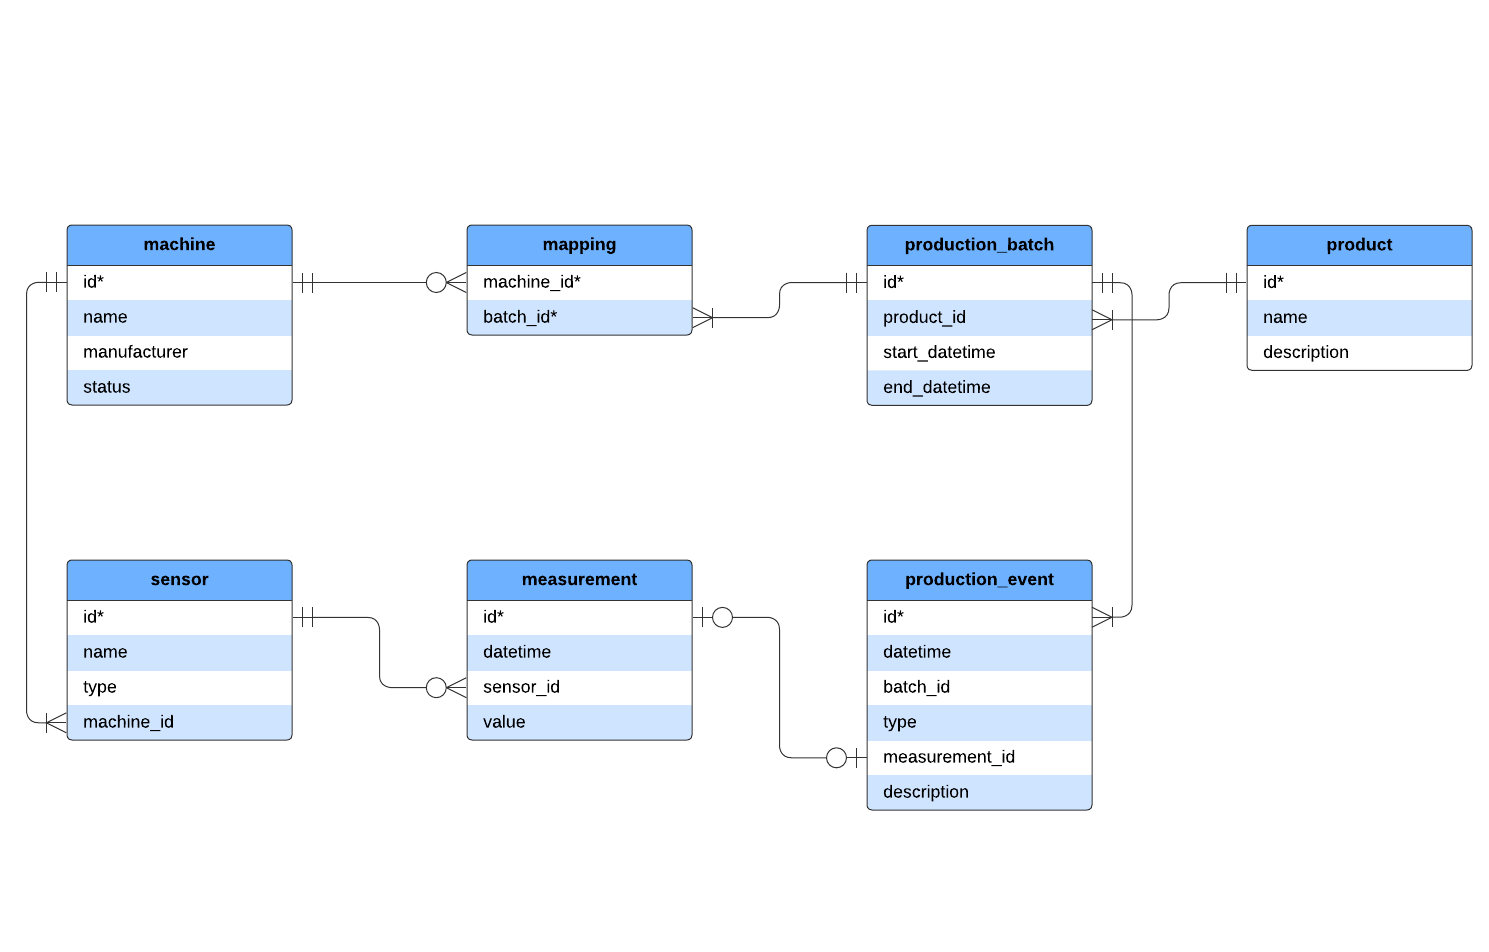 machine
id*
name
manufacturer
status
mapping
machine_id*
batch_id*
production_batch
id*
product_id
start_datetime
end_datetime
product
id*
name
description
sensor
id*
name
type
machine_id
measurement
id*
datetime
sensor_id
value
production_event
id*
datetime
batch_id
type
measurement_id
description